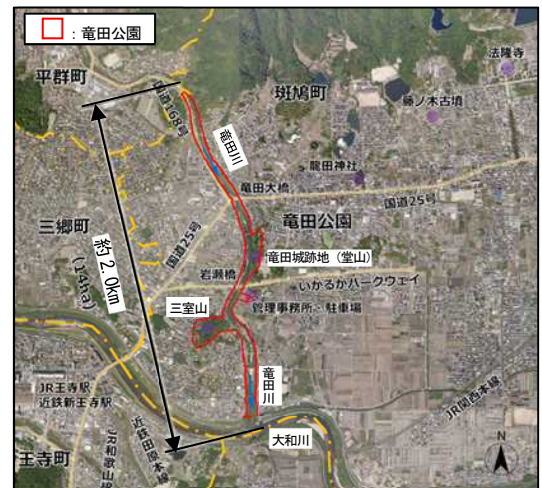 ：竜田公園
平群町
国道168号
斑鳩町
法隆寺
藤ノ木古墳
竜田川
龍田神社
竜田大橋
国道25号
三郷町
国道25号
竜田公園
約2.0km
(14ha)
竜田城跡地（堂山）
岩瀬橋
いかるがパークウェイ
三室山
管理事務所・駐車場
竜田川
JR王寺駅
近鉄新王寺駅
JR関西本線
近鉄田原本線
JR和歌山線
大和川
王寺町
N